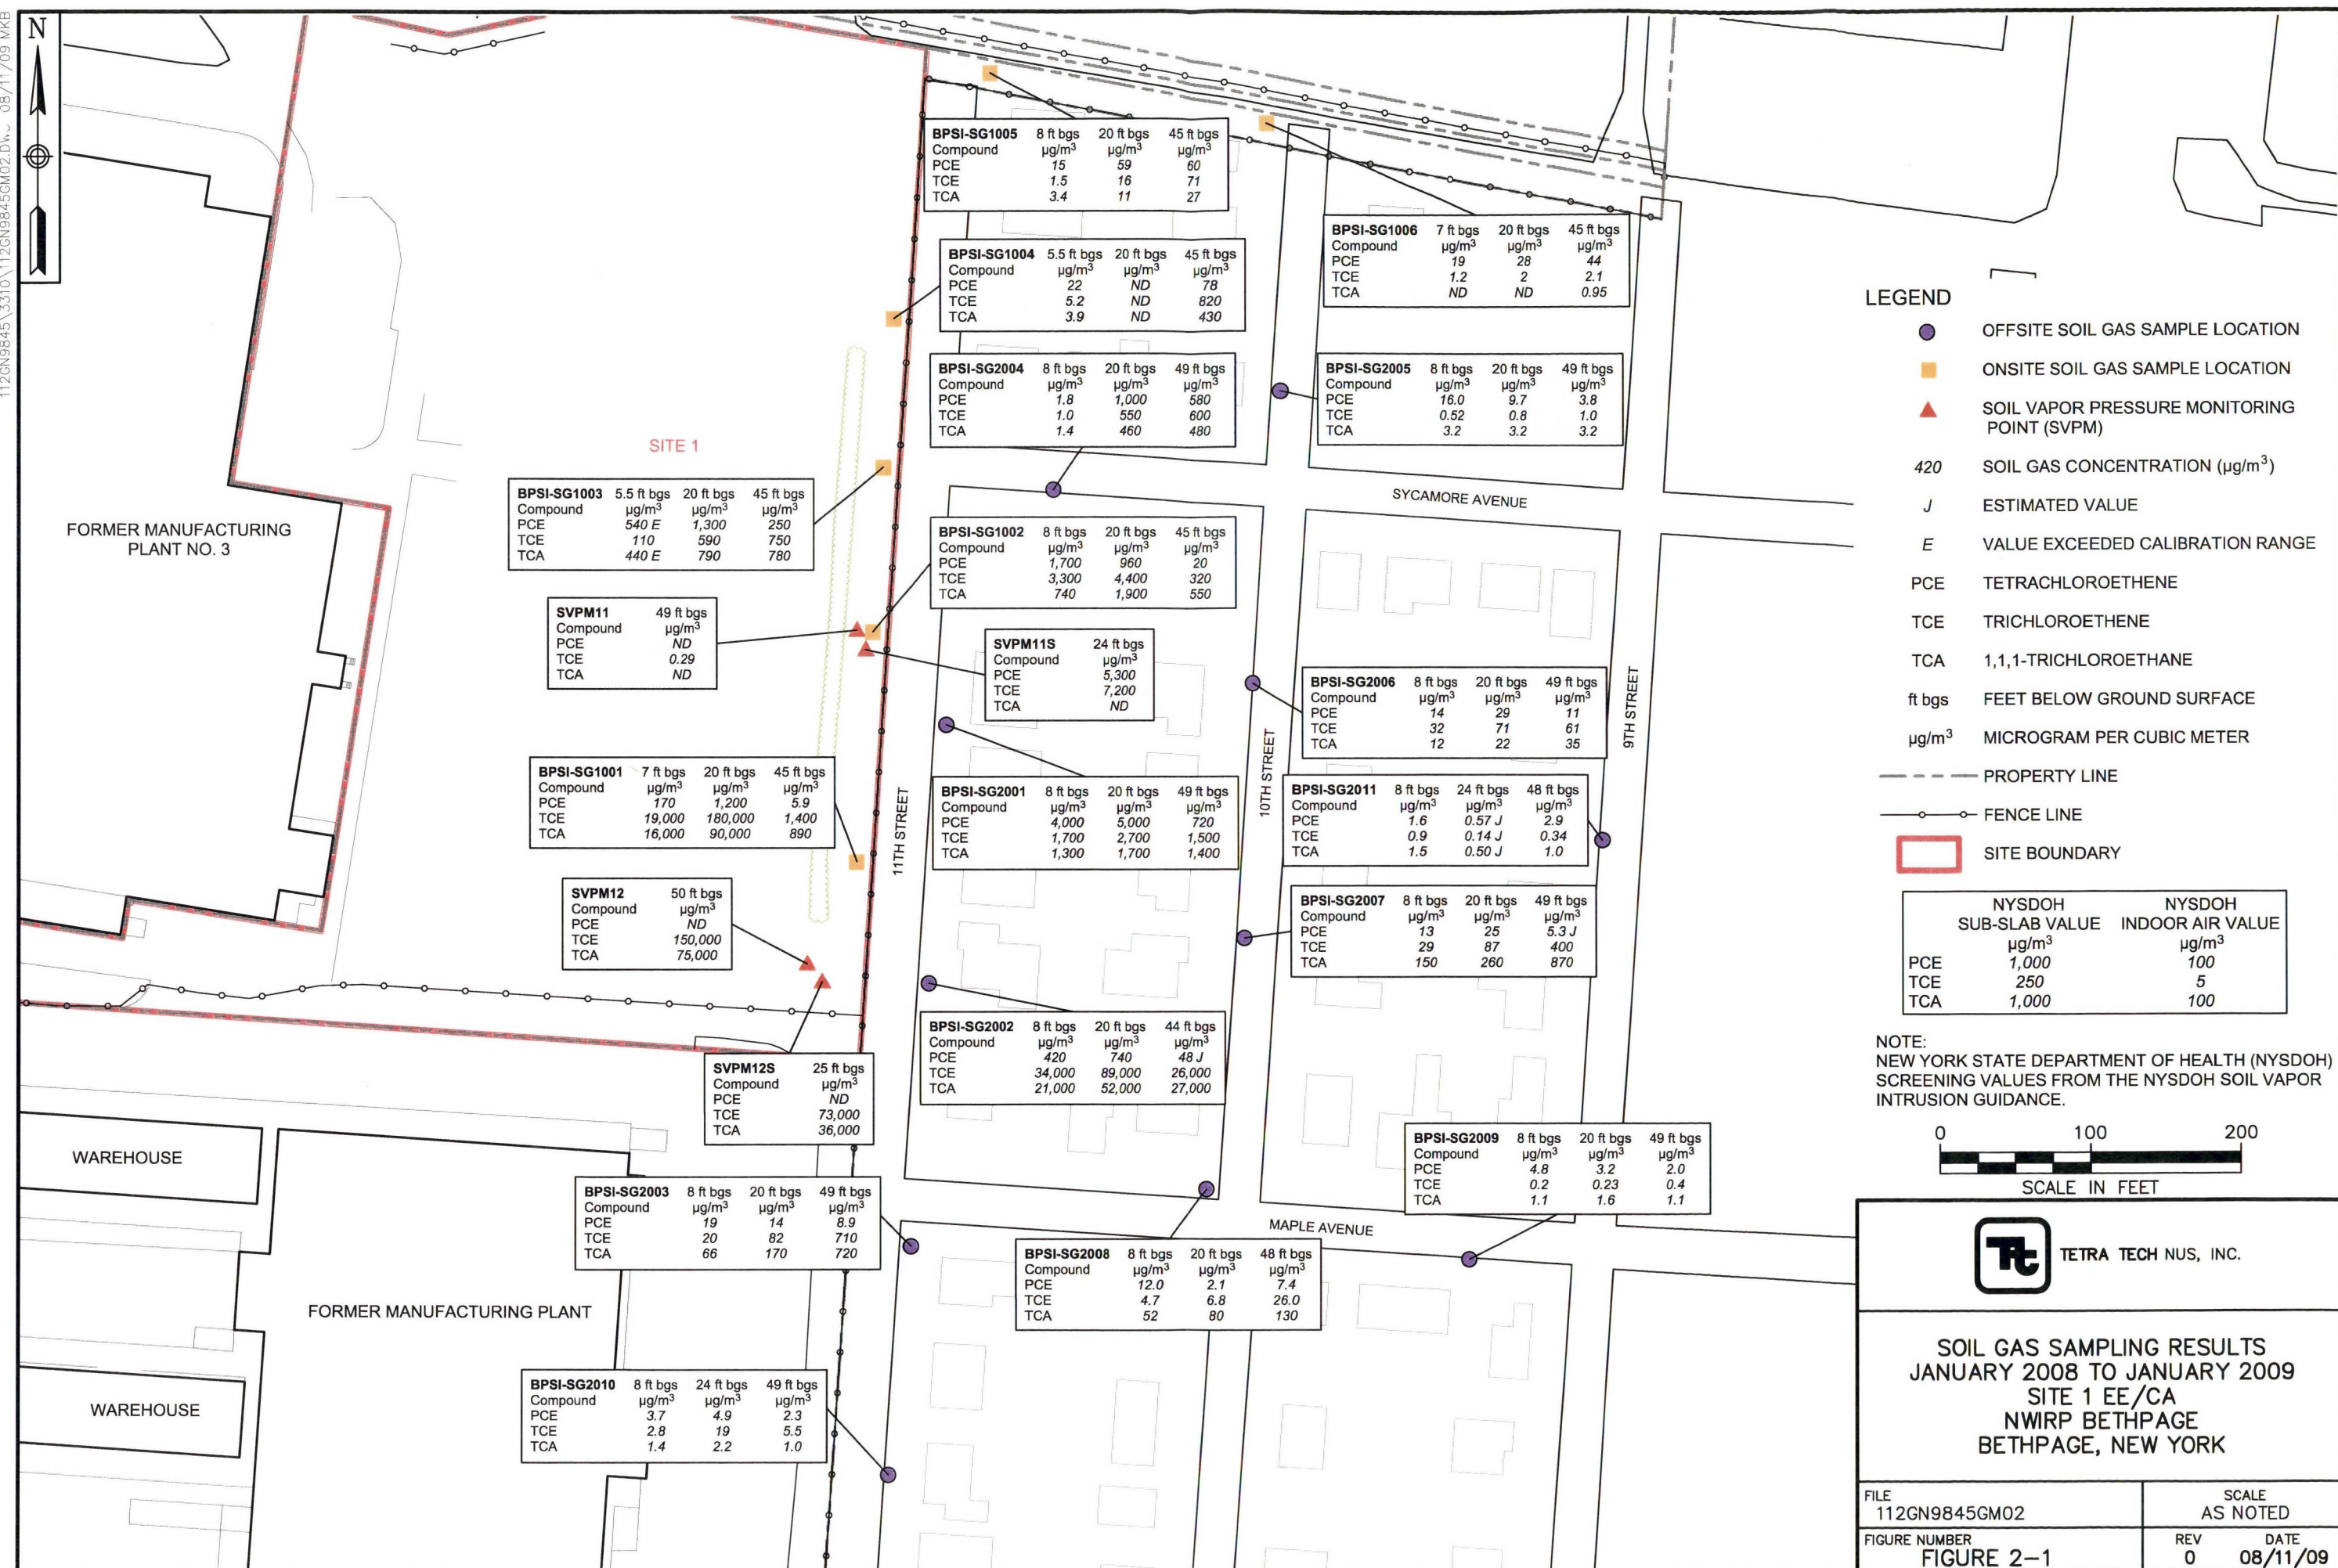 N
BPSI-SG1005 8 ft bgs 20 ft bgs 45 ft bgs
Compound µg/m³ µg/m³ µg/m³
PCE 15 59 60
TCE 1.5 16 71
TCA 3.4 11 27
BPSI-SG1006 7 ft bgs 20 ft bgs 45 ft bgs
Compound µg/m³ µg/m³ µg/m³
PCE 19 28 44
TCE 1.2 2 2.1
TCA ND ND 0.95
BPSI-SG1004 5.5 ft bgs 20 ft bgs 45 ft bgs
Compound µg/m³ µg/m³ µg/m³
PCE 22 ND 78
TCE 5.2 ND 820
TCA 3.9 ND 430
BPSI-SG2004 8 ft bgs 20 ft bgs 49 ft bgs
Compound µg/m³ µg/m³ µg/m³
PCE 1.8 1,000 580
TCE 1.0 550 600
TCA 1.4 460 480
BPSI-SG2005 8 ft bgs 20 ft bgs 49 ft bgs
Compound µg/m³ µg/m³ µg/m³
PCE 16.0 9.7 3.8
TCE 0.52 0.8 1.0
TCA 3.2 3.2 3.2
SITE 1
BPSI-SG1003 5.5 ft bgs 20 ft bgs 45 ft bgs
Compound µg/m³ µg/m³ µg/m³
PCE 540 E 1,300 250
TCE 110 590 750
TCA 440 E 790 780
SYCAMORE AVENUE
FORMER MANUFACTURING
PLANT NO. 3
BPSI-SG1002 8 ft bgs 20 ft bgs 45 ft bgs
Compound µg/m³ µg/m³ µg/m³
PCE 1,700 960 20
TCE 3,300 4,400 320
TCA 740 1,900 550
SVPM11 49 ft bgs
Compound µg/m³
PCE ND
TCE 0.29
TCA ND
SVPM11S 24 ft bgs
Compound µg/m³
PCE 5,300
TCE 7,200
TCA ND
BPSI-SG2006 8 ft bgs 20 ft bgs 49 ft bgs
Compound µg/m³ µg/m³ µg/m³
PCE 14 29 11
TCE 32 71 61
TCA 12 22 35
9TH STREET
10TH STREET
11TH STREET
BPSI-SG1001 7 ft bgs 20 ft bgs 45 ft bgs
Compound µg/m³ µg/m³ µg/m³
PCE 170 1,200 5.9
TCE 19,000 180,000 1,400
TCA 16,000 90,000 890
BPSI-SG2001 8 ft bgs 20 ft bgs 49 ft bgs
Compound µg/m³ µg/m³ µg/m³
PCE 4,000 5,000 720
TCE 1,700 2,700 1,500
TCA 1,300 1,700 1,400
BPSI-SG2011 8 ft bgs 24 ft bgs 48 ft bgs
Compound µg/m³ µg/m³ µg/m³
PCE 1.6 0.57 J 2.9
TCE 0.9 0.14 J 0.34
TCA 1.5 0.50 J 1.0
SVPM12 50 ft bgs
Compound µg/m³
PCE ND
TCE 150,000
TCA 75,000
BPSI-SG2007 8 ft bgs 20 ft bgs 49 ft bgs
Compound µg/m³ µg/m³ µg/m³
PCE 13 25 5.3 J
TCE 29 87 400
TCA 150 260 870
BPSI-SG2002 8 ft bgs 20 ft bgs 44 ft bgs
Compound µg/m³ µg/m³ µg/m³
PCE 420 740 48 J
TCE 34,000 89,000 26,000
TCA 21,000 52,000 27,000
SVPM12S 25 ft bgs
Compound µg/m³
PCE ND
TCE 73,000
TCA 36,000
WAREHOUSE
BPSI-SG2009 8 ft bgs 20 ft bgs 49 ft bgs
Compound µg/m³ µg/m³ µg/m³
PCE 4.8 3.2 2.0
TCE 0.2 0.23 0.4
TCA 1.1 1.6 1.1
BPSI-SG2003 8 ft bgs 20 ft bgs 49 ft bgs
Compound µg/m³ µg/m³ µg/m³
PCE 19 14 8.9
TCE 20 82 710
TCA 66 170 720
MAPLE AVENUE
BPSI-SG2008 8 ft bgs 20 ft bgs 48 ft bgs
Compound µg/m³ µg/m³ µg/m³
PCE 12.0 2.1 7.4
TCE 4.7 6.8 26.0
TCA 52 80 130
FORMER MANUFACTURING PLANT
BPSI-SG2010 8 ft bgs 24 ft bgs 49 ft bgs
Compound µg/m³ µg/m³ µg/m³
PCE 3.7 4.9 2.3
TCE 2.8 19 5.5
TCA 1.4 2.2 1.0
WAREHOUSE
LEGEND
OFFSITE SOIL GAS SAMPLE LOCATION
ONSITE SOIL GAS SAMPLE LOCATION
SOIL VAPOR PRESSURE MONITORING
POINT (SVPM)
420 SOIL GAS CONCENTRATION (µg/m³)
J ESTIMATED VALUE
E VALUE EXCEEDED CALIBRATION RANGE
PCE TETRACHLOROETHENE
TCE TRICHLOROETHENE
TCA 1,1,1-TRICHLOROETHANE
ft bgs FEET BELOW GROUND SURFACE
µg/m³ MICROGRAM PER CUBIC METER
PROPERTY LINE
FENCE LINE
SITE BOUNDARY
NYSDOH NYSDOH
SUB-SLAB VALUE INDOOR AIR VALUE
µg/m³ µg/m³
PCE 1,000 100
TCE 250 5
TCA 1,000 100
NOTE:
NEW YORK STATE DEPARTMENT OF HEALTH (NYSDOH)
SCREENING VALUES FROM THE NYSDOH SOIL VAPOR
INTRUSION GUIDANCE.
0 100 200
SCALE IN FEET
Tt TETRA TECH NUS, INC.
SOIL GAS SAMPLING RESULTS
JANUARY 2008 TO JANUARY 2009
SITE 1 EE/CA
NWIRP BETHPAGE
BETHPAGE, NEW YORK
FILE SCALE
112GN9845GM02 AS NOTED
FIGURE NUMBER REV DATE
FIGURE 2-1 0 08/11/09